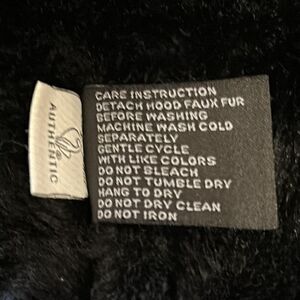 AUTHENTIC
CARE INSTRUCTION
DETACH HOOD FAUX FUR
BEFORE WASHING
MACHINE WASH COLD
SEPARATELY
GENTLE CYCLE
WITH LIKE COLORS
DO NOT BLEACH
DO NOT TUMBLE DRY
HANG TO DRY
DO NOT DRY CLEAN
DO NOT IRON